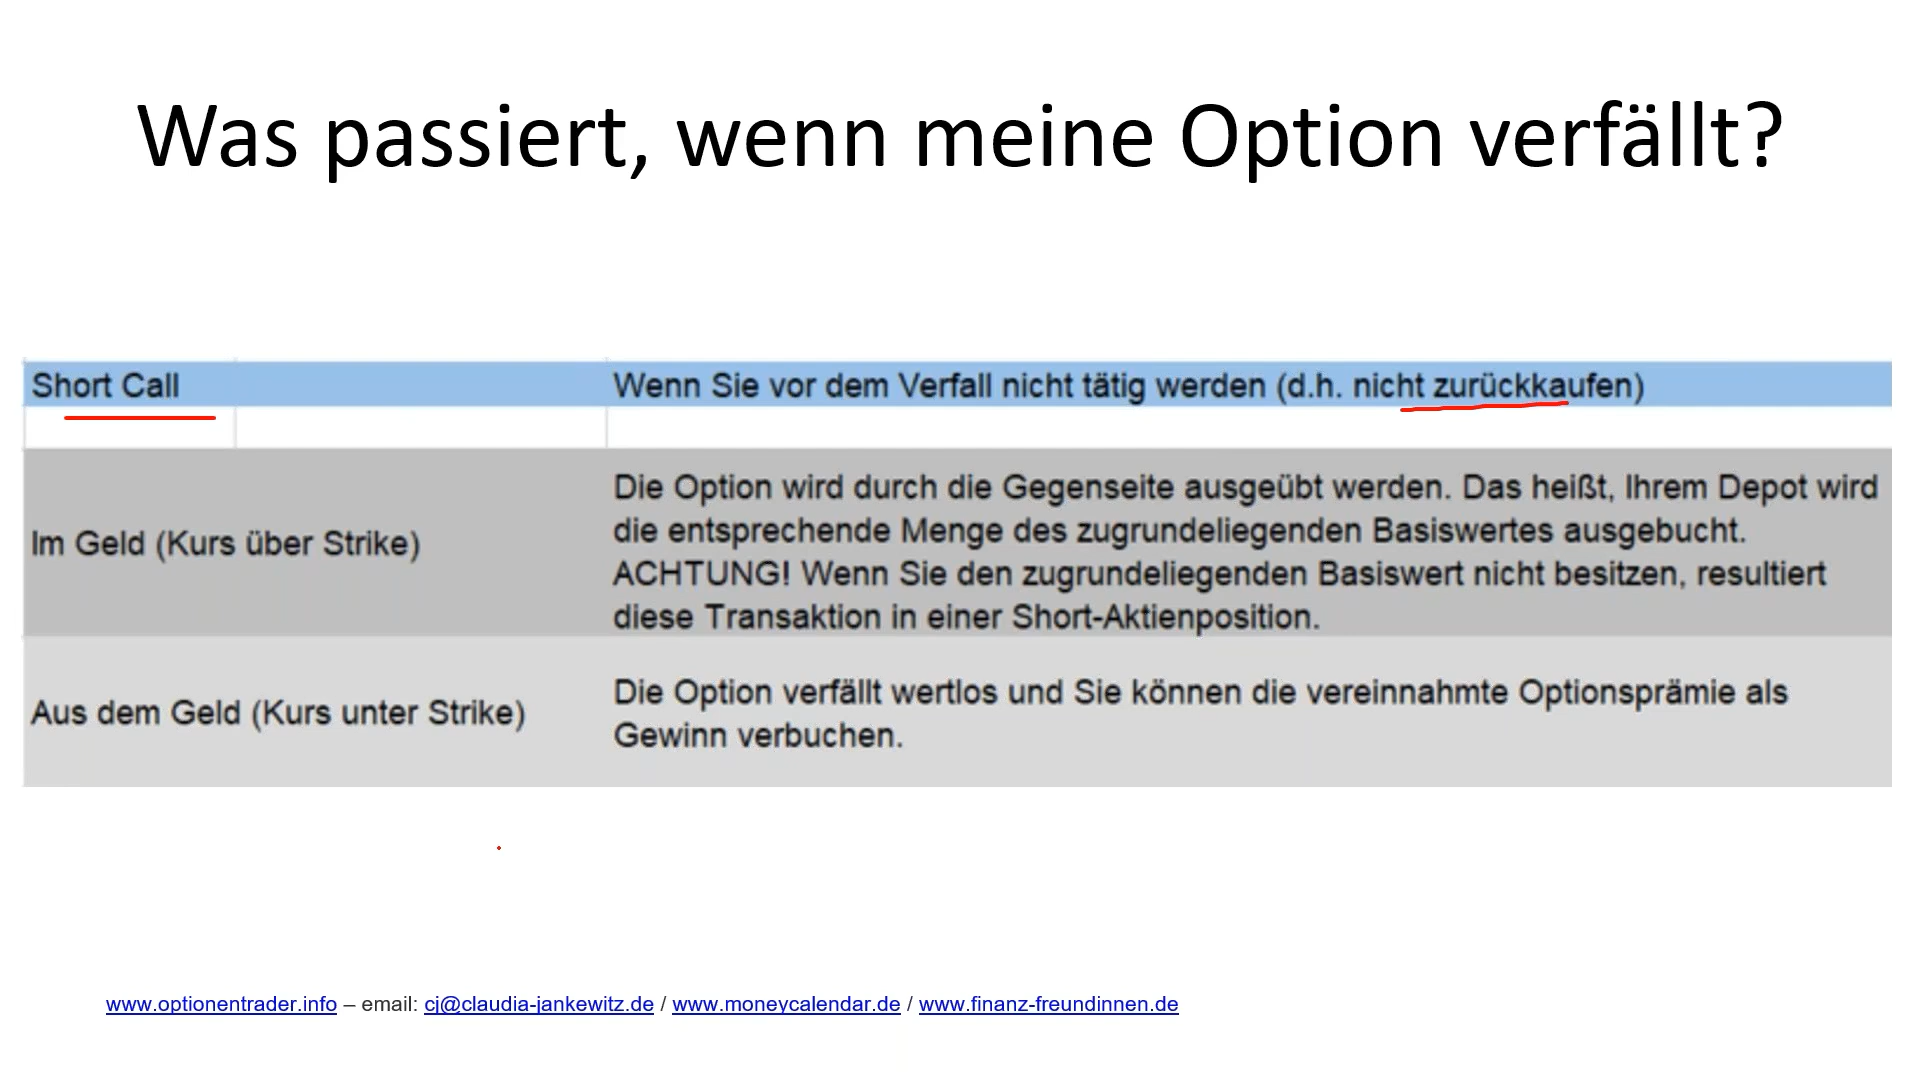 Was passiert, wenn meine Option verfällt?
Short Call
Wenn Sie vor dem Verfall nicht tätig werden (d.h. nicht zurückkaufen)
Im Geld (Kurs über Strike)
Die Option wird durch die Gegenseite ausgeübt werden. Das heißt, Ihrem Depot wird
die entsprechende Menge des zugrundeliegenden Basiswertes ausgebucht.
ACHTUNG! Wenn Sie den zugrundeliegenden Basiswert nicht besitzen, resultiert
diese Transaktion in einer Short-Aktienposition.
Aus dem Geld (Kurs unter Strike)
Die Option verfällt wertlos und Sie können die vereinnahmte Optionsprämie als
Gewinn verbuchen.
www.optionentrader.info – email: cj@claudia-jankewitz.de / www.moneycalendar.de / www.finanz-freundinnen.de